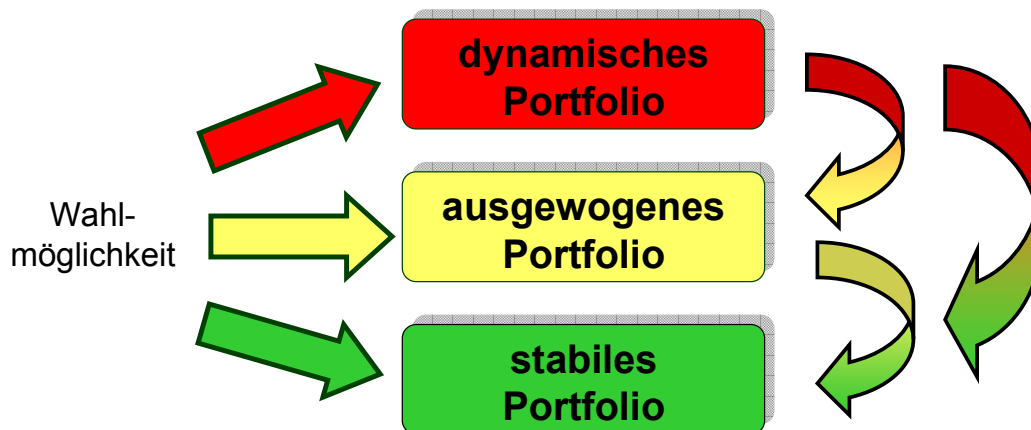 dynamisches
Portfolio
Wahl-
möglichkeit
ausgewogenes
Portfolio
stabiles
Portfolio